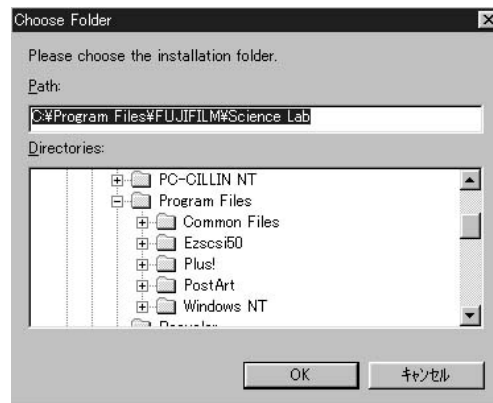 Choose Folder
Please choose the installation folder.
Path:
C:¥Program Files¥FUJIFILM¥Science Lab
Directories:
PC-CILLIN NT
Program Files
Common Files
Ezscsi50
Plus!
PostArt
Windows NT
OK
キャンセル